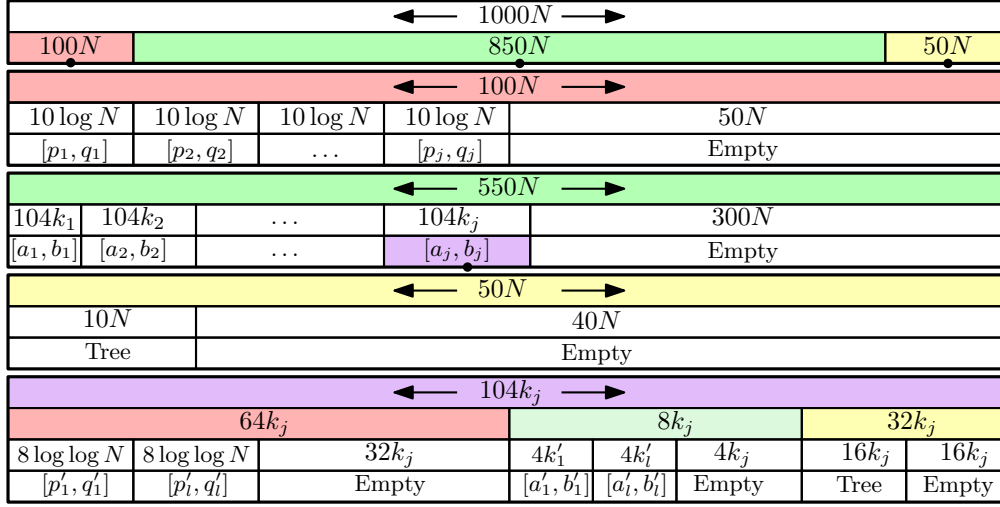 1000N
100N 850N 50N
100N
10 log N 10 log N 10 log N 10 log N 50N
[p₁, q₁] [p₂, q₂] ... [pⱼ, qⱼ] Empty
550N
104k₁ 104k₂ ... 104kⱼ 300N
[a₁, b₁] [a₂, b₂] ... [aⱼ, bⱼ] Empty
50N
10N 40N
Tree Empty
104kⱼ
64kⱼ 8kⱼ 32kⱼ
8 log log N 8 log log N 32kⱼ 4k′₁ 4k′ₗ 4kⱼ 16kⱼ 16kⱼ
[p′₁, q′₁] [p′ₗ, q′ₗ] Empty [a′₁, b′₁] [a′ₗ, b′ₗ] Empty Tree Empty